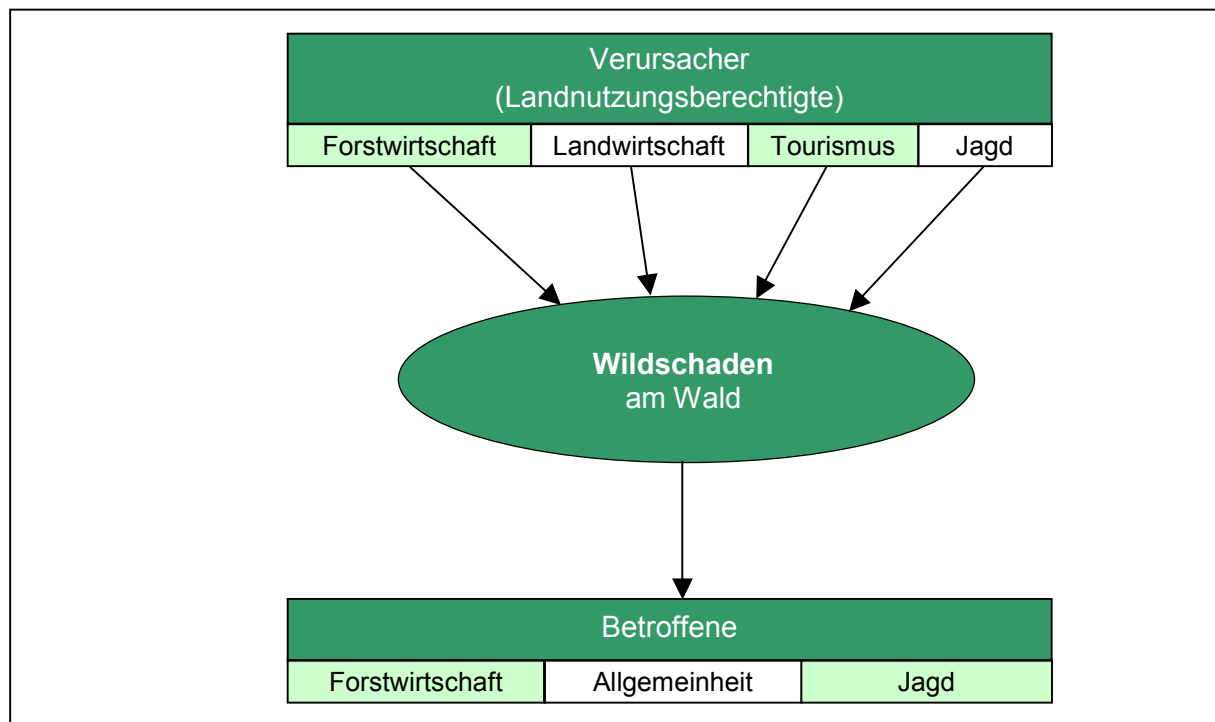 Verursacher
(Landnutzungsberechtigte)
Forstwirtschaft Landwirtschaft Tourismus Jagd
Wildschaden
am Wald
Betroffene
Forstwirtschaft Allgemeinheit Jagd